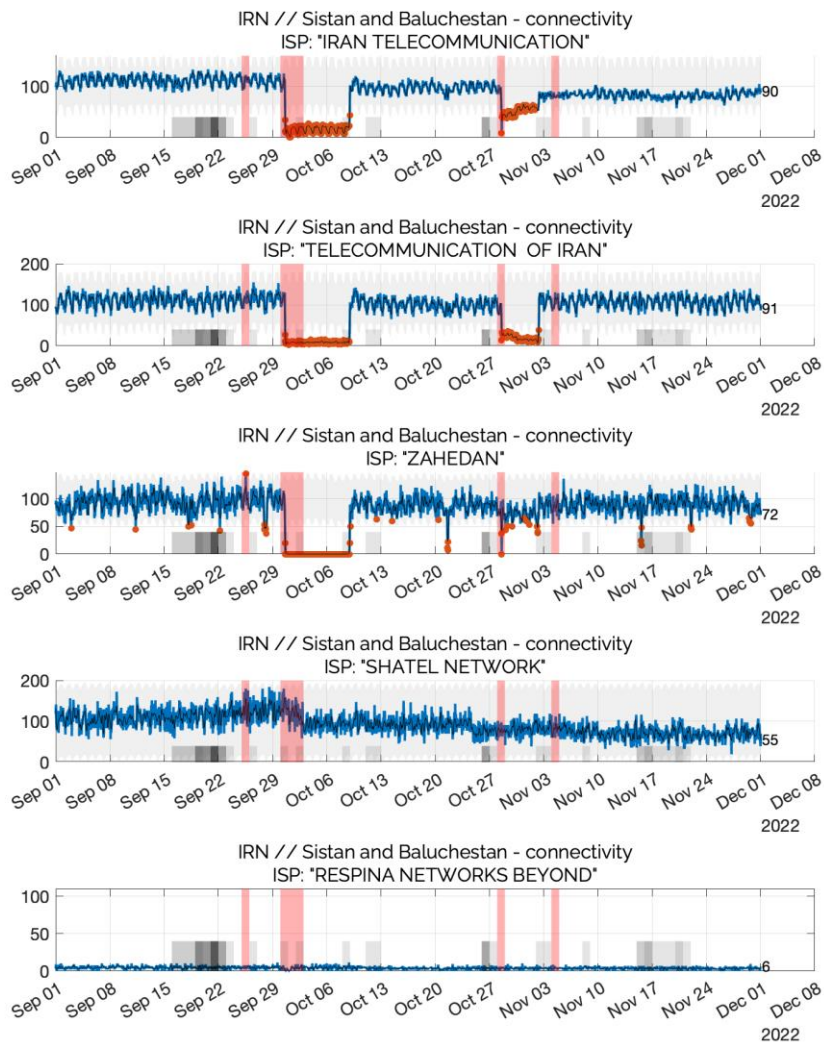 IRN // Sistan and Baluchestan - connectivity
ISP: "IRAN TELECOMMUNICATION"
100
0
90
Sep 01 Sep 08 Sep 15 Sep 22 Sep 29 Oct 06 Oct 13 Oct 20 Oct 27 Nov 03 Nov 10 Nov 17 Nov 24 Dec 01 Dec 08
2022
IRN // Sistan and Baluchestan - connectivity
ISP: "TELECOMMUNICATION OF IRAN"
200
100
0
91
Sep 01 Sep 08 Sep 15 Sep 22 Sep 29 Oct 06 Oct 13 Oct 20 Oct 27 Nov 03 Nov 10 Nov 17 Nov 24 Dec 01 Dec 08
2022
IRN // Sistan and Baluchestan - connectivity
ISP: "ZAHEDAN"
100
50
0
72
Sep 01 Sep 08 Sep 15 Sep 22 Sep 29 Oct 06 Oct 13 Oct 20 Oct 27 Nov 03 Nov 10 Nov 17 Nov 24 Dec 01 Dec 08
2022
IRN // Sistan and Baluchestan - connectivity
ISP: "SHATEL NETWORK"
200
100
0
55
Sep 01 Sep 08 Sep 15 Sep 22 Sep 29 Oct 06 Oct 13 Oct 20 Oct 27 Nov 03 Nov 10 Nov 17 Nov 24 Dec 01 Dec 08
2022
IRN // Sistan and Baluchestan - connectivity
ISP: "RESPINA NETWORKS BEYOND"
100
50
0
6
Sep 01 Sep 08 Sep 15 Sep 22 Sep 29 Oct 06 Oct 13 Oct 20 Oct 27 Nov 03 Nov 10 Nov 17 Nov 24 Dec 01 Dec 08
2022